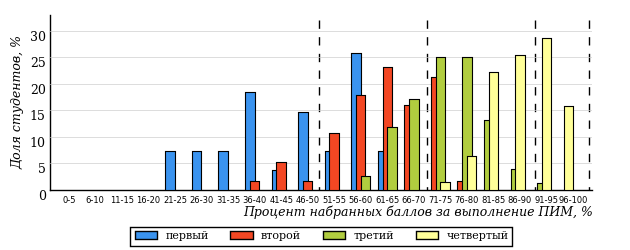 Доля студентов, %
30
25
20
15
10
5
0
0-5 6-10 11-15 16-20 21-25 26-30 31-35 36-40 41-45 46-50 51-55 56-60 61-65 66-70 71-75 76-80 81-85 86-90 91-95 96-100
Процент набранных баллов за выполнение ПИМ, %
первый второй третий четвертый